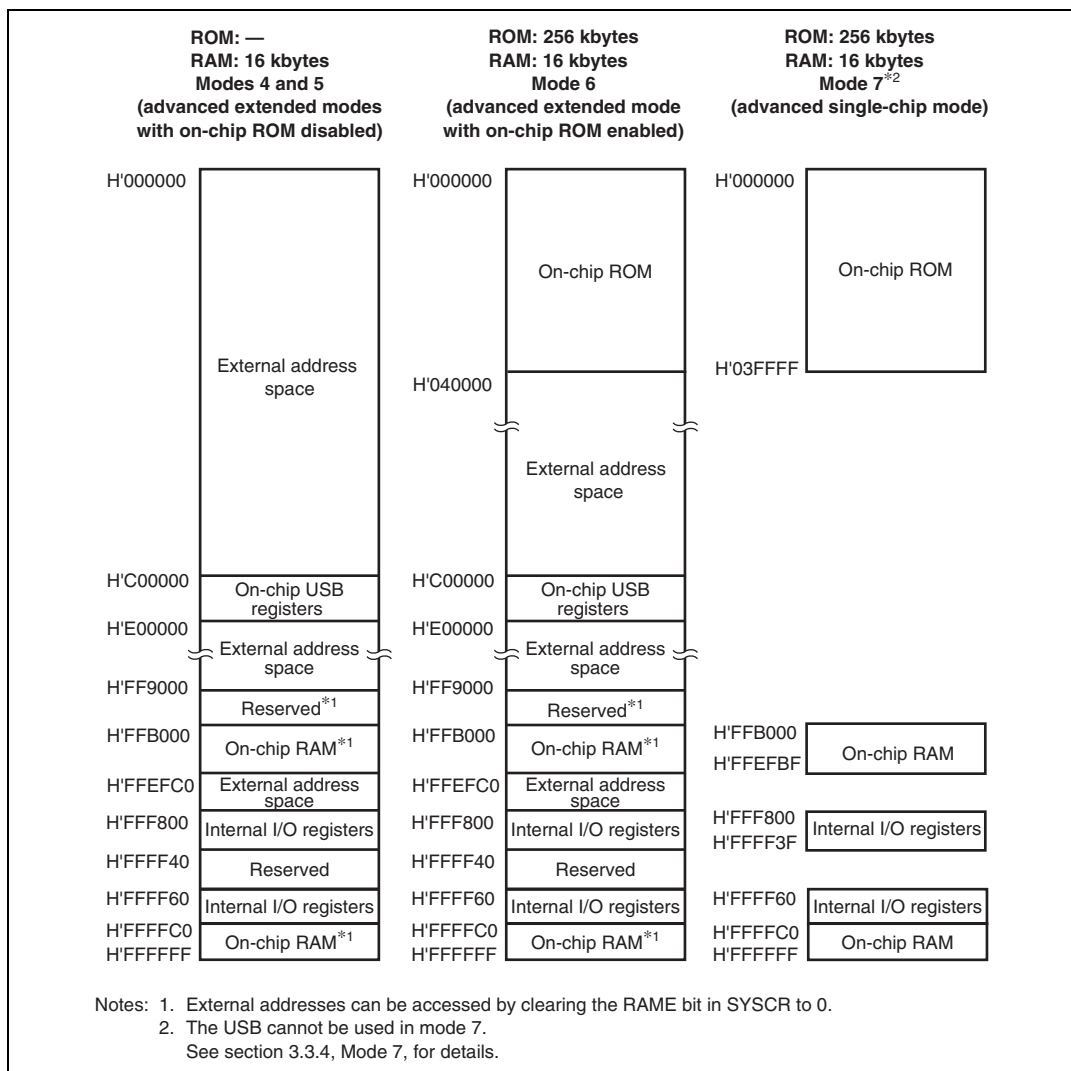 ROM: —
RAM: 16 kbytes
Modes 4 and 5
(advanced extended modes
with on-chip ROM disabled)
H'000000
External address
space
H'C00000
On-chip USB
registers
H'E00000
External address
space
H'FF9000
Reserved*1
H'FFB000
On-chip RAM*1
H'FFEFC0
External address
space
H'FFF800
Internal I/O registers
H'FFFF40
Reserved
H'FFFF60
Internal I/O registers
H'FFFFC0
On-chip RAM*1
H'FFFFFF
ROM: 256 kbytes
RAM: 16 kbytes
Mode 6
(advanced extended mode
with on-chip ROM enabled)
H'000000
On-chip ROM
H'040000
External address
space
H'C00000
On-chip USB
registers
H'E00000
External address
space
H'FF9000
Reserved*1
H'FFB000
On-chip RAM*1
H'FFEFC0
External address
space
H'FFF800
Internal I/O registers
H'FFFF40
Reserved
H'FFFF60
Internal I/O registers
H'FFFFC0
On-chip RAM*1
H'FFFFFF
ROM: 256 kbytes
RAM: 16 kbytes
Mode 7*2
(advanced single-chip mode)
H'000000
On-chip ROM
H'03FFFF
H'FFB000
On-chip RAM
H'FFEFBF
H'FFF800
Internal I/O registers
H'FFFF3F
H'FFFF60
Internal I/O registers
H'FFFFC0
On-chip RAM
H'FFFFFF
Notes: 1. External addresses can be accessed by clearing the RAME bit in SYSCR to 0.
2. The USB cannot be used in mode 7.
See section 3.3.4, Mode 7, for details.